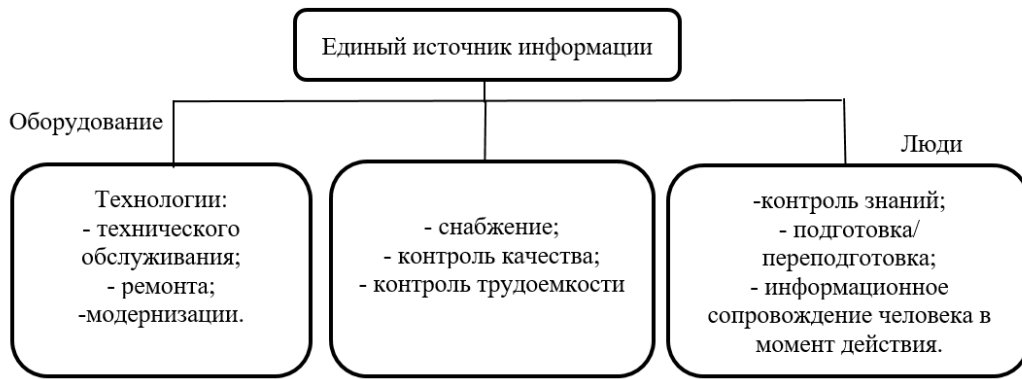 Единый источник информации
Оборудование
Люди
Технологии:
- технического
обслуживания;
- ремонта;
-модернизации.
- снабжение;
- контроль качества;
- контроль трудоемкости
-контроль знаний;
- подготовка/
переподготовка;
- информационное
сопровождение человека в
момент действия.